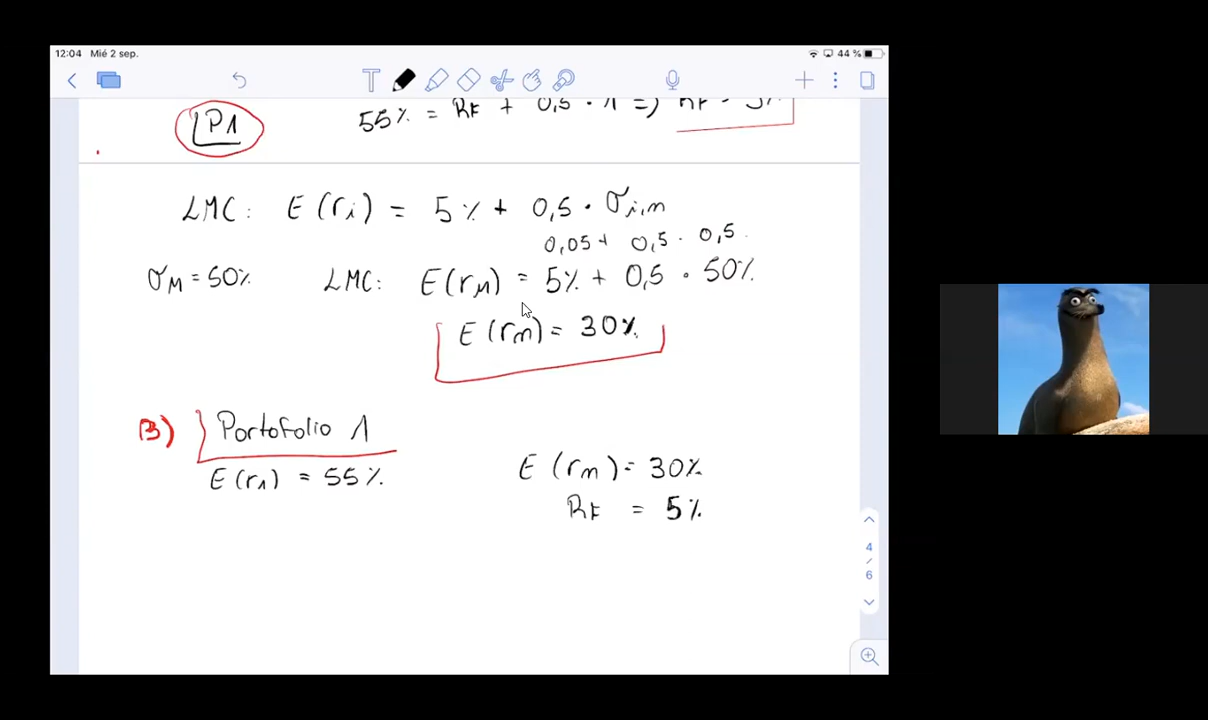 12:04 Mié 2 sep.
44 %
T
P1
55% = RF + 0,5 · 1 =>
LMC: E(ri) = 5% + 0,5 · σi,m
0,05 + 0,5 · 0,5
σM = 50% LMC: E(rM) = 5% + 0,5 · 50%
E(rm) = 30%
B) Portofolio 1
E(r1) = 55%
E(rm) = 30%
RF = 5%
4
/
6